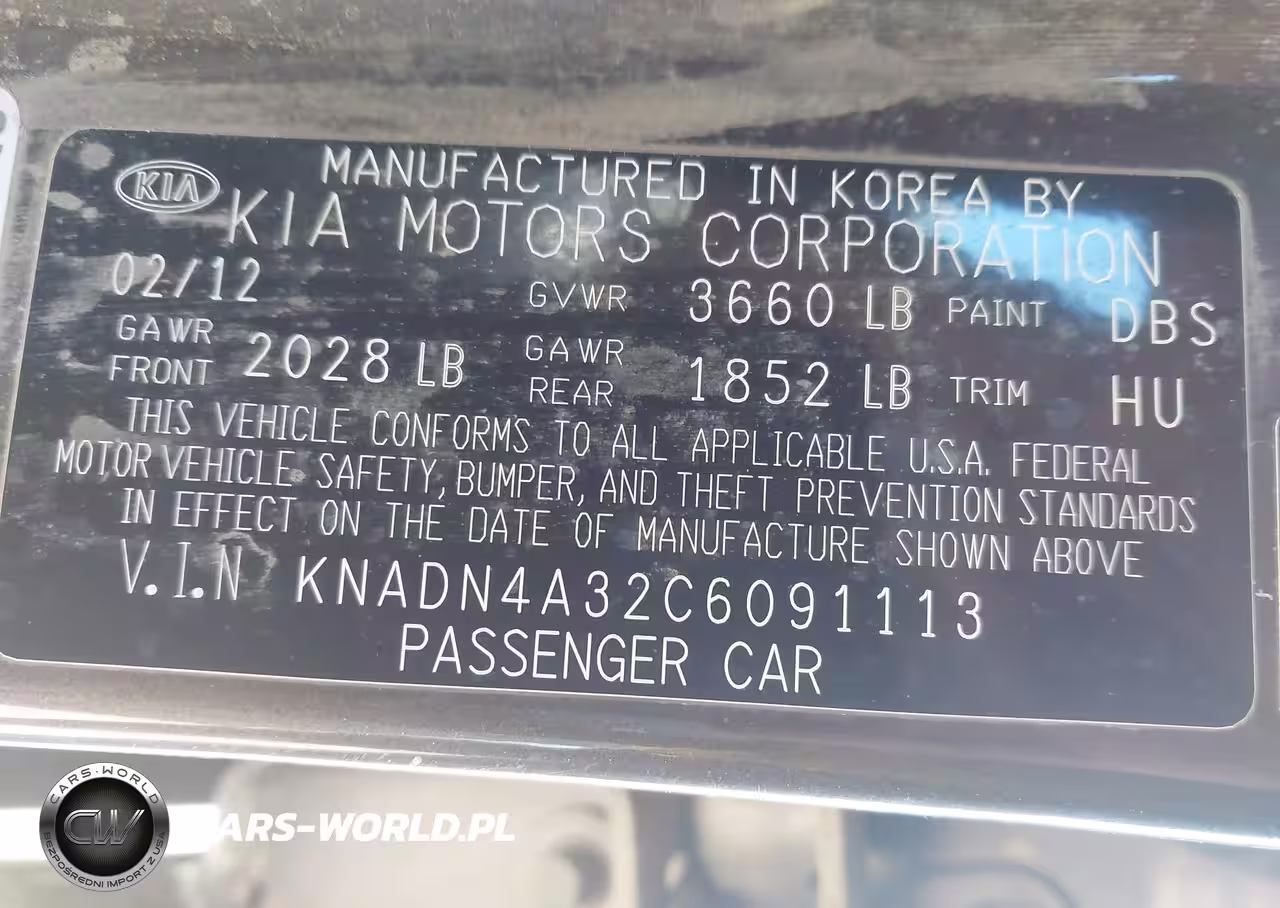 KIA
MANUFACTURED IN KOREA BY
KIA MOTORS CORPORATION
02/12 GVWR 3660 LB PAINT DBS
GAWR FRONT 2028 LB GAWR REAR 1852 LB TRIM HU
THIS VEHICLE CONFORMS TO ALL APPLICABLE U.S.A. FEDERAL
MOTOR VEHICLE SAFETY, BUMPER, AND THEFT PREVENTION STANDARDS
IN EFFECT ON THE DATE OF MANUFACTURE SHOWN ABOVE
V.I.N KNADN4A32C6091113
PASSENGER CAR
CARS-WORLD
CW
BEZPOŚREDNI IMPORT Z USA
CARS-WORLD.PL